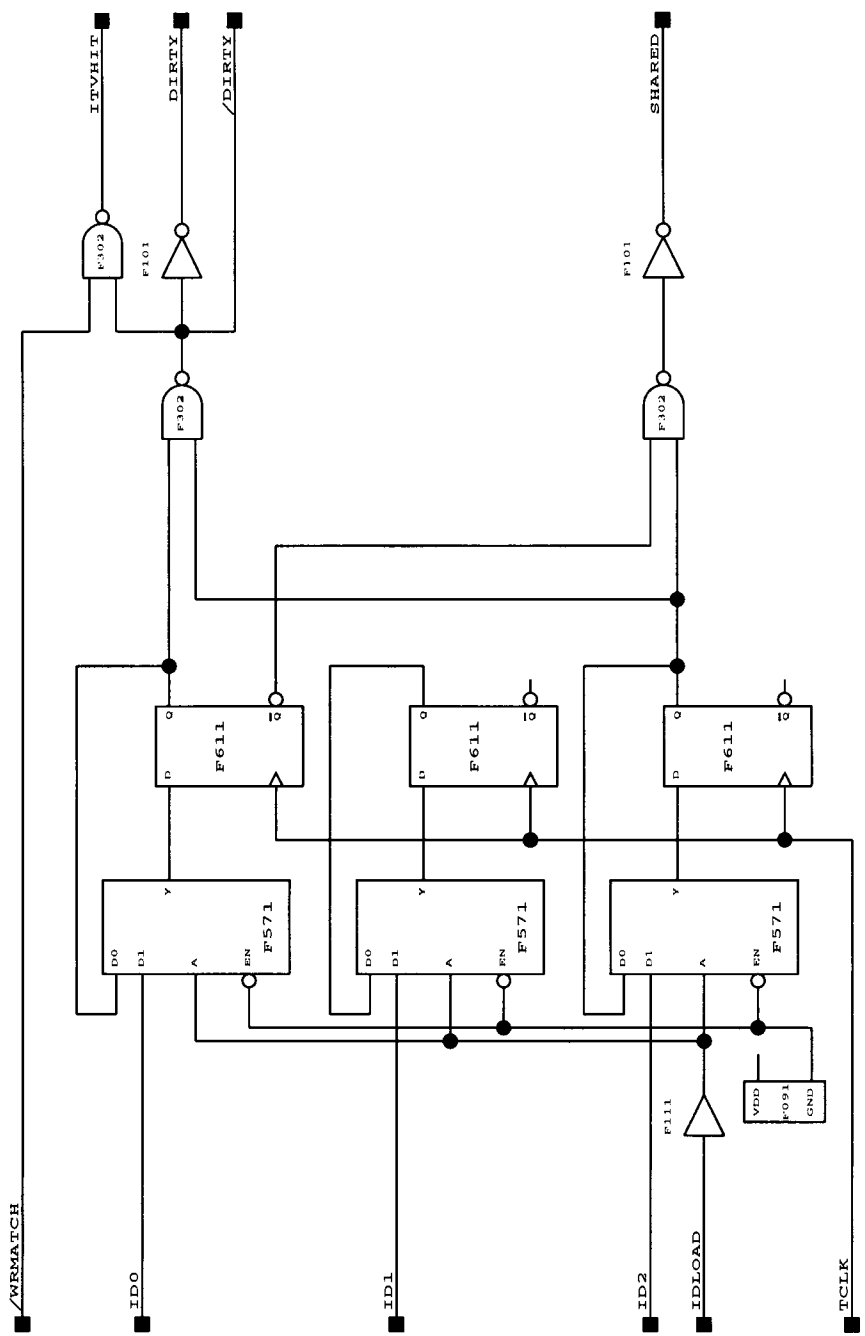 ITVHIT
DIRTY
/DIRTY
SHARED
F302
F101
F101
F302
F302
Q
Q
F611
D
Q
Q
F611
D
Q
Q
F611
D
Y
F571
D0
D1
A
EN
Y
F571
D0
D1
A
EN
Y
F571
D0
D1
A
EN
F111
VDD
F091
GND
/WRMATCH
ID0
ID1
ID2
IDLOAD
TCLK